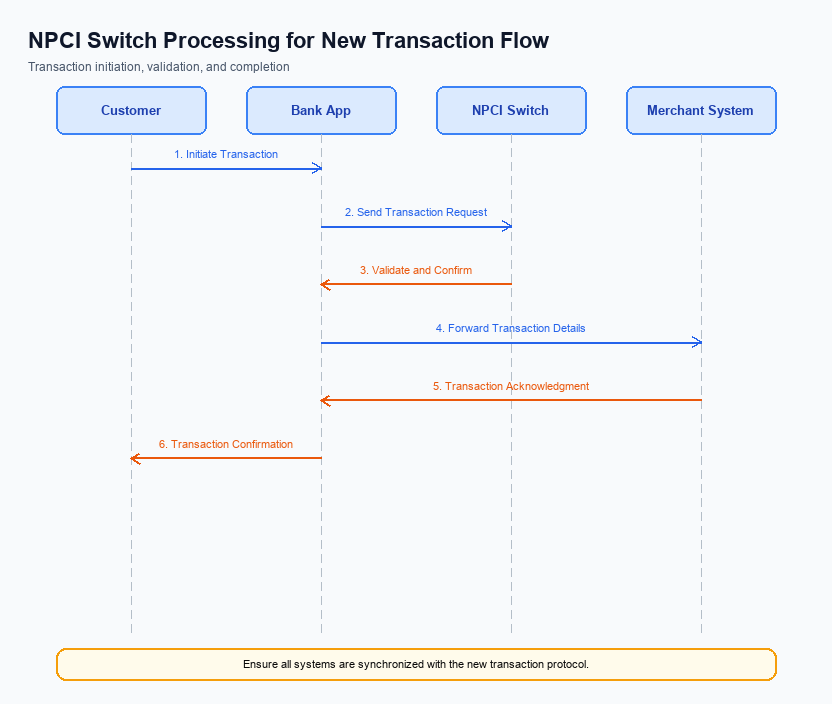 NPCI Switch Processing for New Transaction Flow
Transaction initiation, validation, and completion
Customer
Bank App
NPCI Switch
Merchant System
1. Initiate Transaction
2. Send Transaction Request
3. Validate and Confirm
4. Forward Transaction Details
5. Transaction Acknowledgment
6. Transaction Confirmation
Ensure all systems are synchronized with the new transaction protocol.